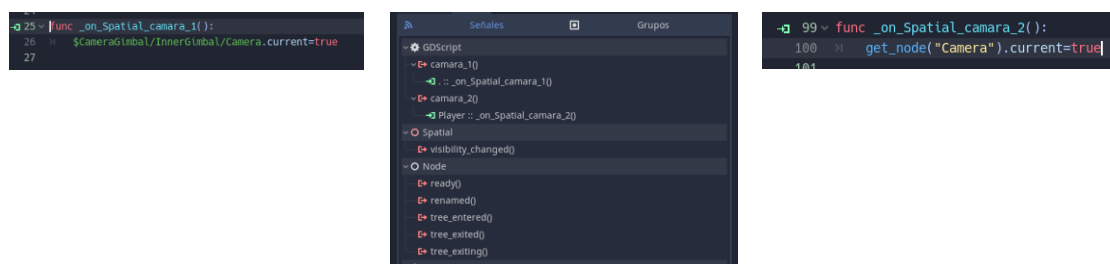 25 func _on_Spatial_camara_1():
26 $CameraGimbal/InnerGimbal/Camera.current=true
27
Señales Grupos
GDScript
camara_1()
. :: _on_Spatial_camara_1()
camara_2()
Player :: _on_Spatial_camara_2()
Spatial
visibility_changed()
Node
ready()
renamed()
tree_entered()
tree_exited()
tree_exiting()
99 func _on_Spatial_camara_2():
100 get_node("Camera").current=true
101